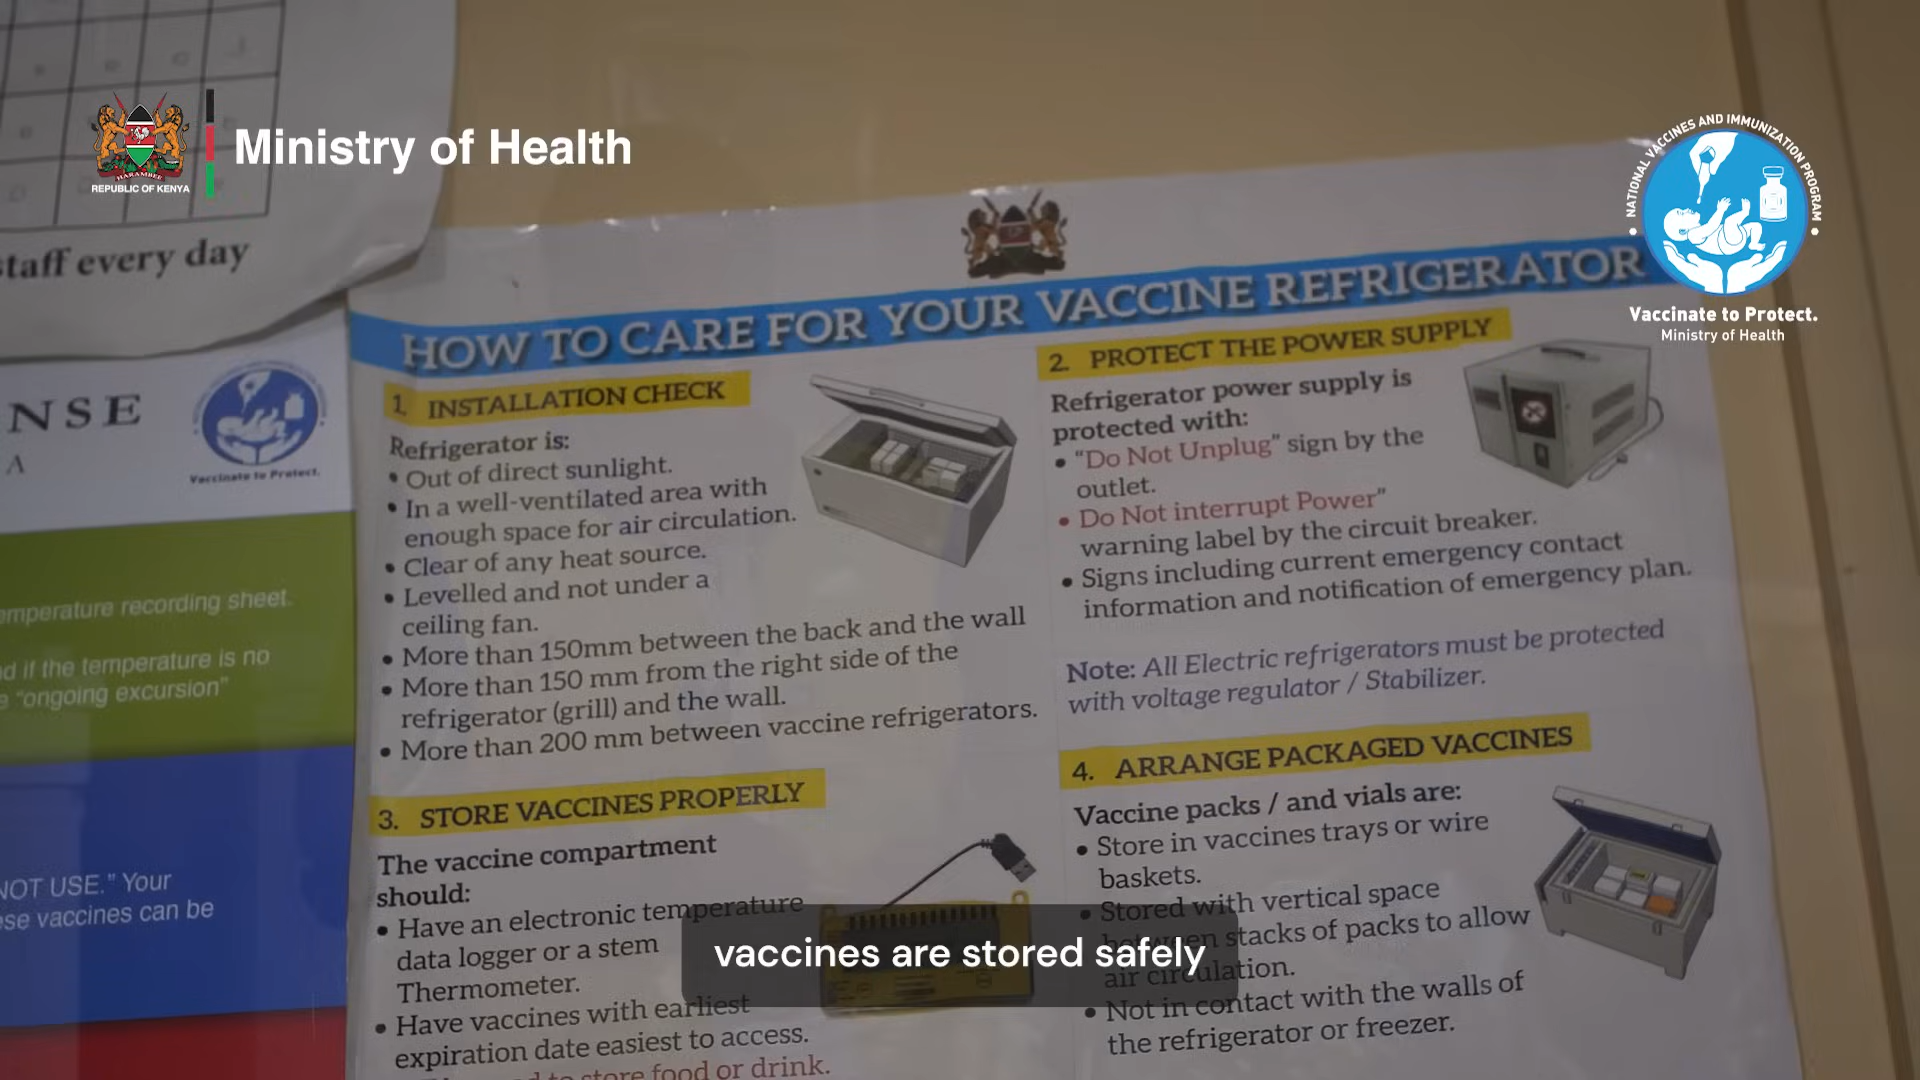 REPUBLIC OF KENYA
Ministry of Health
NATIONAL VACCINES AND IMMUNIZATION PROGRAM
Vaccinate to Protect.
Ministry of Health
staff every day
NSE
A
Vaccinate to Protect.
temperature recording sheet.
d if the temperature is no
"ongoing excursion"
NOT USE." Your
se vaccines can be
HOW TO CARE FOR YOUR VACCINE REFRIGERATOR
1. INSTALLATION CHECK
Refrigerator is:
• Out of direct sunlight.
• In a well-ventilated area with
enough space for air circulation.
• Clear of any heat source.
• Levelled and not under a
ceiling fan.
• More than 150mm between the back and the wall
• More than 150 mm from the right side of the
refrigerator (grill) and the wall.
• More than 200 mm between vaccine refrigerators.
2. PROTECT THE POWER SUPPLY
Refrigerator power supply is
protected with:
• "Do Not Unplug" sign by the
outlet.
• Do Not interrupt Power"
warning label by the circuit breaker.
• Signs including current emergency contact
information and notification of emergency plan.
Note: All Electric refrigerators must be protected
with voltage regulator / Stabilizer.
3. STORE VACCINES PROPERLY
The vaccine compartment
should:
• Have an electronic temperature
data logger or a stem
Thermometer.
• Have vaccines with earliest
expiration date easiest to access.
to store food or drink.
4. ARRANGE PACKAGED VACCINES
Vaccine packs / and vials are:
• Store in vaccines trays or wire
baskets.
• Stored with vertical space
between stacks of packs to allow
air circulation.
• Not in contact with the walls of
the refrigerator or freezer.
vaccines are stored safely